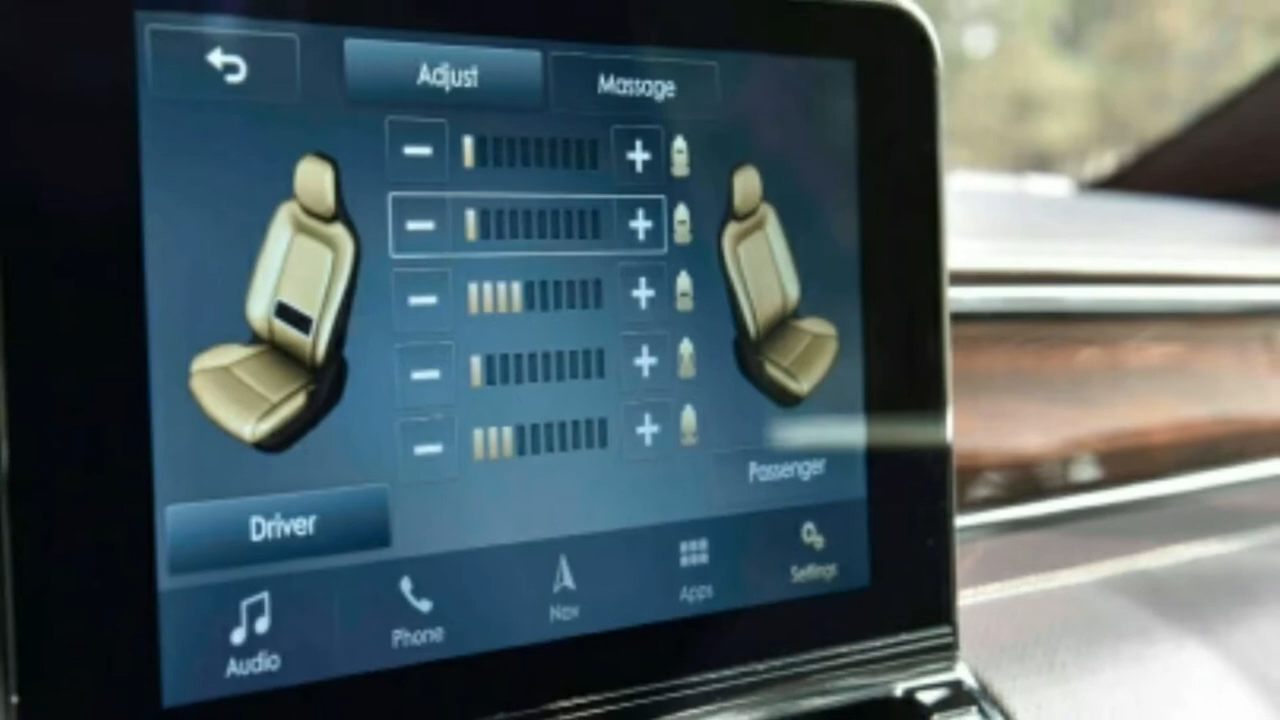 Adjust
Massage
Passenger
Driver
Audio
Phone
Nav
Apps
Settings